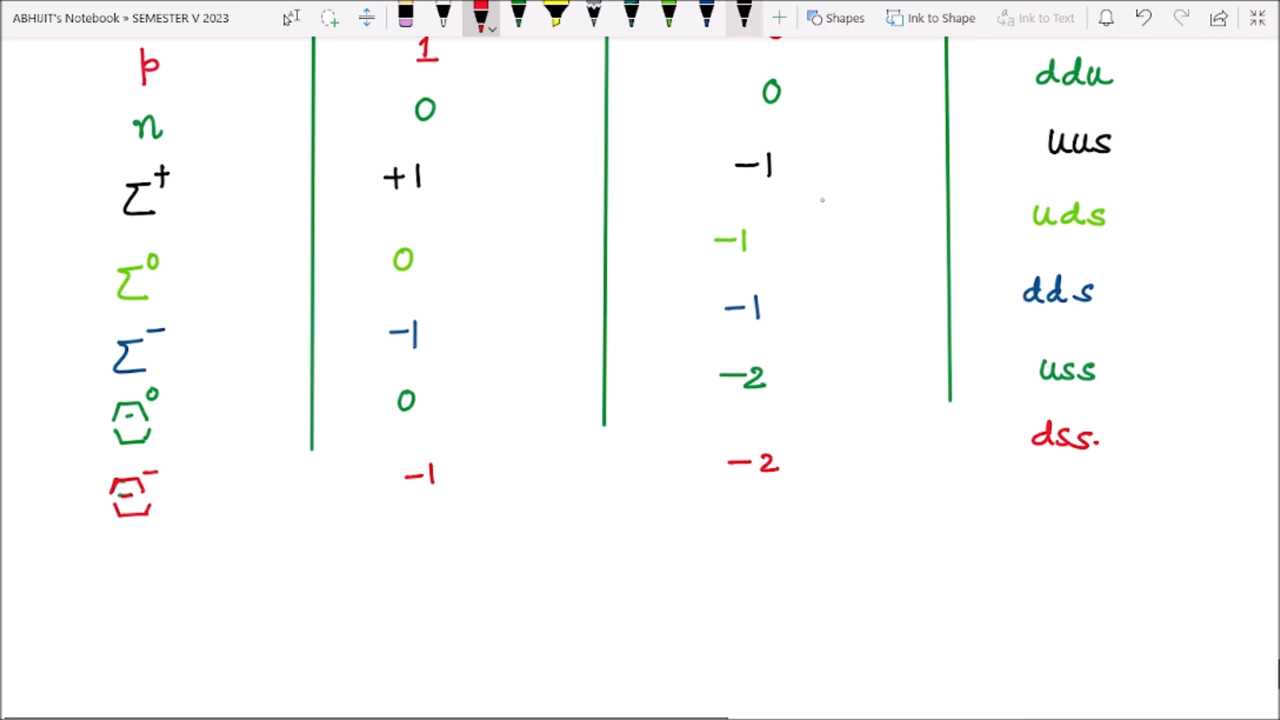 ABHIJIT's Notebook » SEMESTER V 2023 Shapes Ink to Shape Ink to Text
p 1
n 0 0 ddu
Σ⁺ +1 −1 uus
Σ⁰ 0 −1 uds
Σ⁻ −1 −1 dds
Ξ⁰ 0 −2 uss
Ξ⁻ −1 −2 dss.